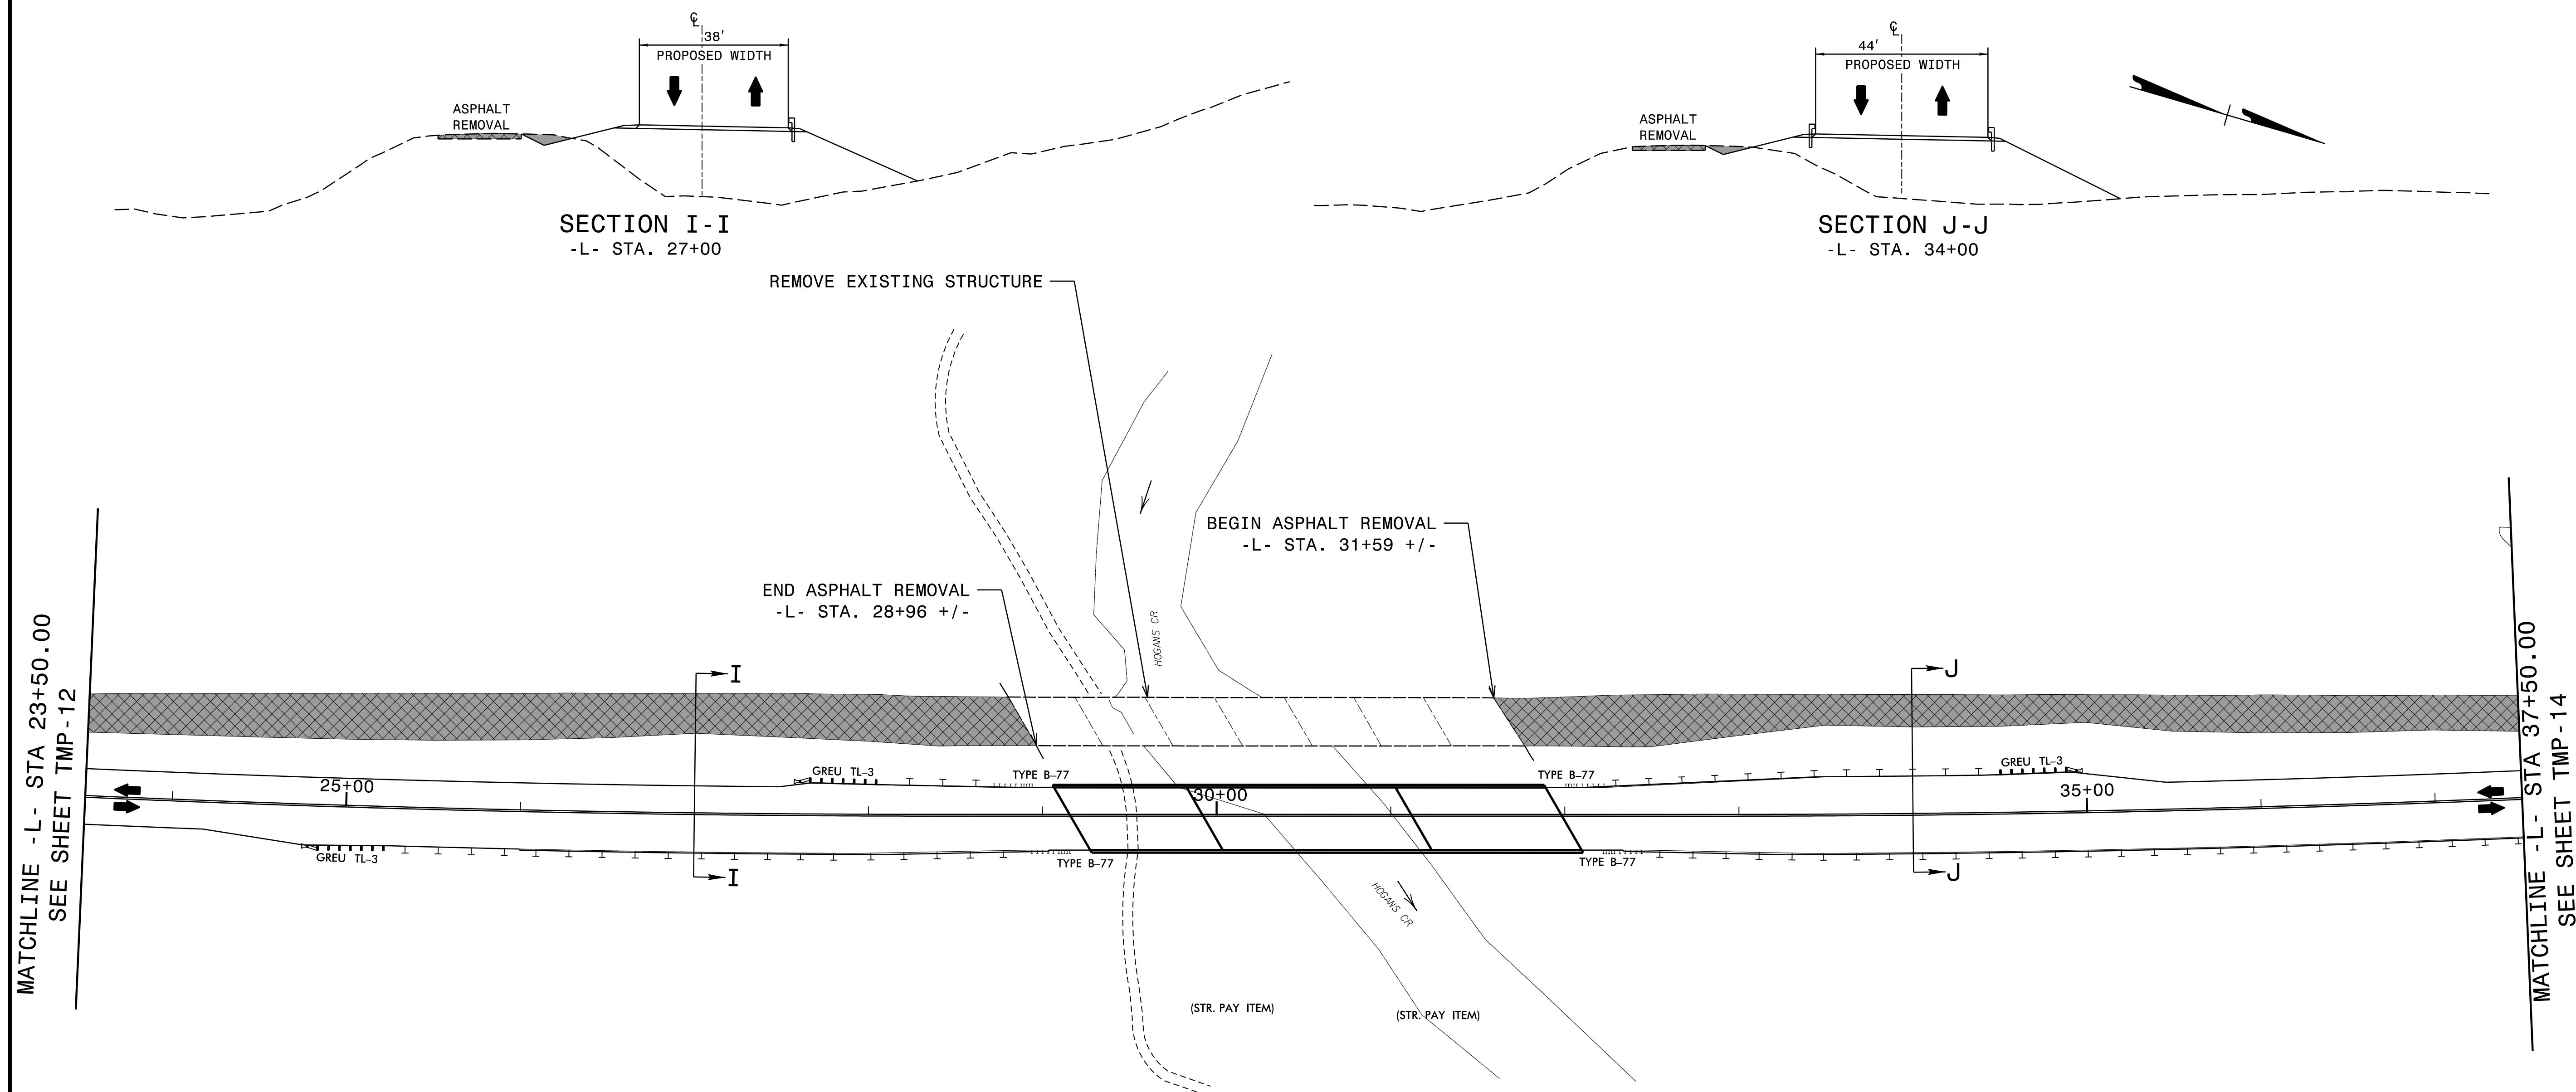 ℄
38'
PROPOSED WIDTH
ASPHALT
REMOVAL
SECTION I-I
-L- STA. 27+00
℄
44'
PROPOSED WIDTH
ASPHALT
REMOVAL
SECTION J-J
-L- STA. 34+00
REMOVE EXISTING STRUCTURE
BEGIN ASPHALT REMOVAL
-L- STA. 31+59 +/-
END ASPHALT REMOVAL
-L- STA. 28+96 +/-
HOGANS CR
MATCHLINE -L- STA 23+50.00
SEE SHEET TMP-12
I
J
GREU TL-3
TYPE B-77
TYPE B-77
GREU TL-3
25+00
30+00
35+00
GREU TL-3
TYPE B-77
TYPE B-77
I
J
HOGANS CR
(STR. PAY ITEM)
(STR. PAY ITEM)
MATCHLINE -L- STA 37+50.00
SEE SHEET TMP-14